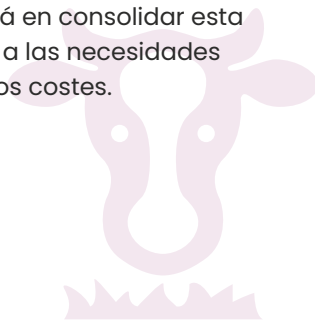 á en consolidar esta
a las necesidades
os costes.